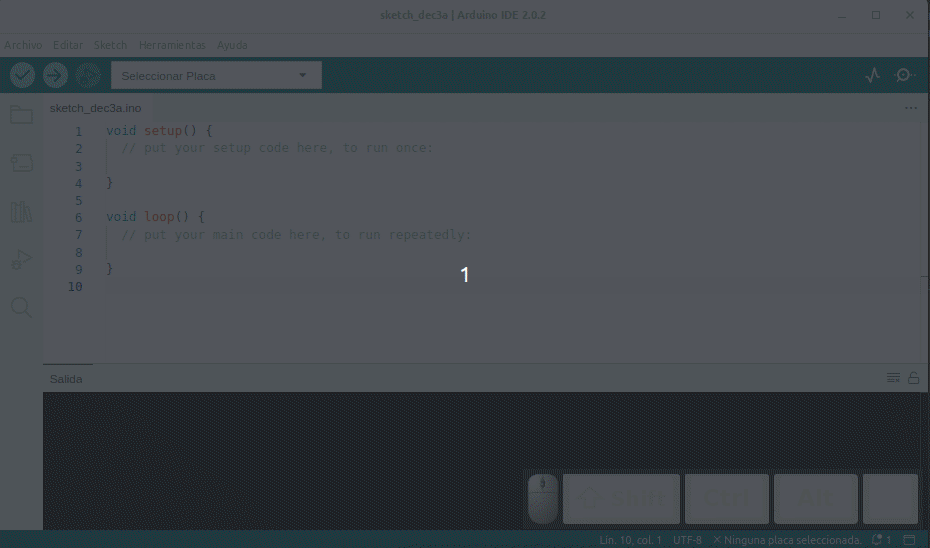 sketch_dec3a | Arduino IDE 2.0.2
Archivo Editar Sketch Herramientas Ayuda
Seleccionar Placa
sketch_dec3a.ino
1 void setup() {
2 // put your setup code here, to run once:
3
4 }
5
6 void loop() {
7 // put your main code here, to run repeatedly:
8
9 }
10
1
Salida
Shift Ctrl Alt
Lín. 10, col. 1 UTF-8 Ninguna placa seleccionada. 1